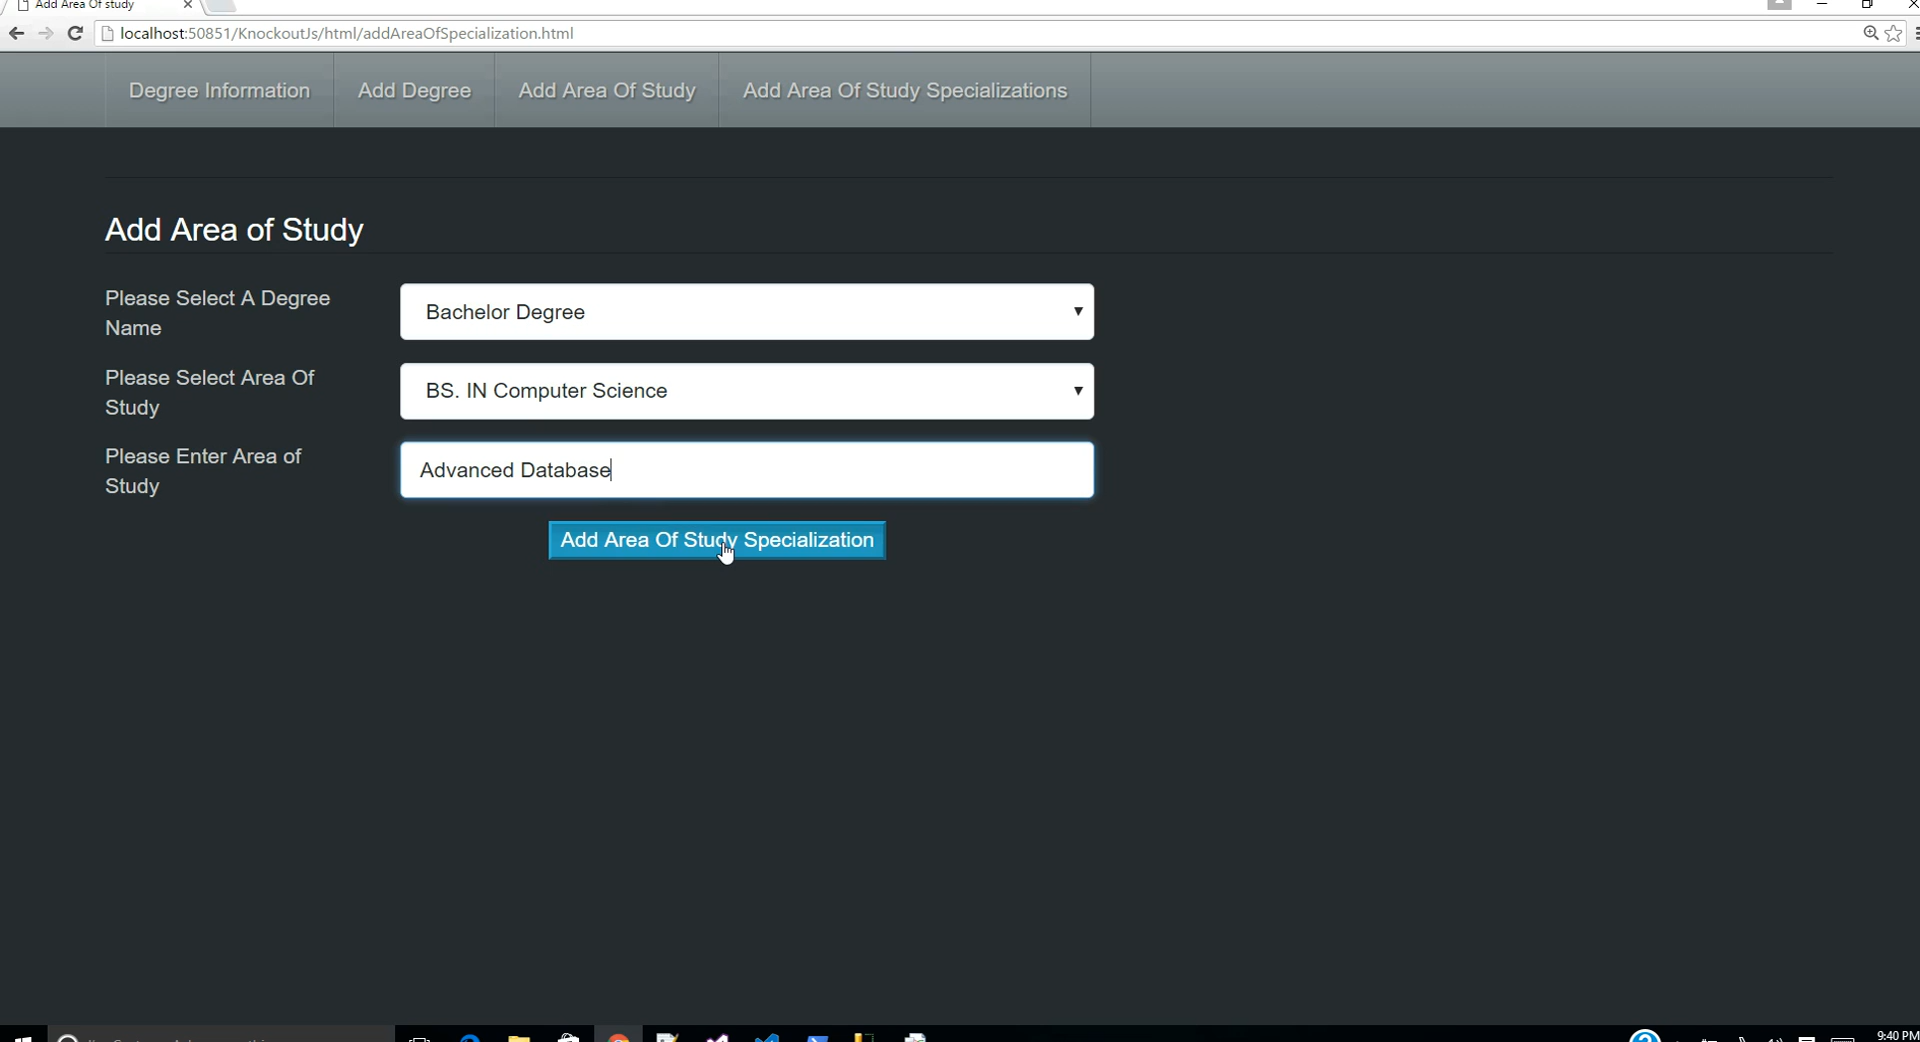 Add Area Of study
localhost:50851/KnockoutJs/html/addAreaOfSpecialization.html
Degree Information Add Degree Add Area Of Study Add Area Of Study Specializations
Add Area of Study
Please Select A Degree
Name
Bachelor Degree
Please Select Area Of
Study
BS. IN Computer Science
Please Enter Area of
Study
Advanced Database
Add Area Of Study Specialization
9:40 PM